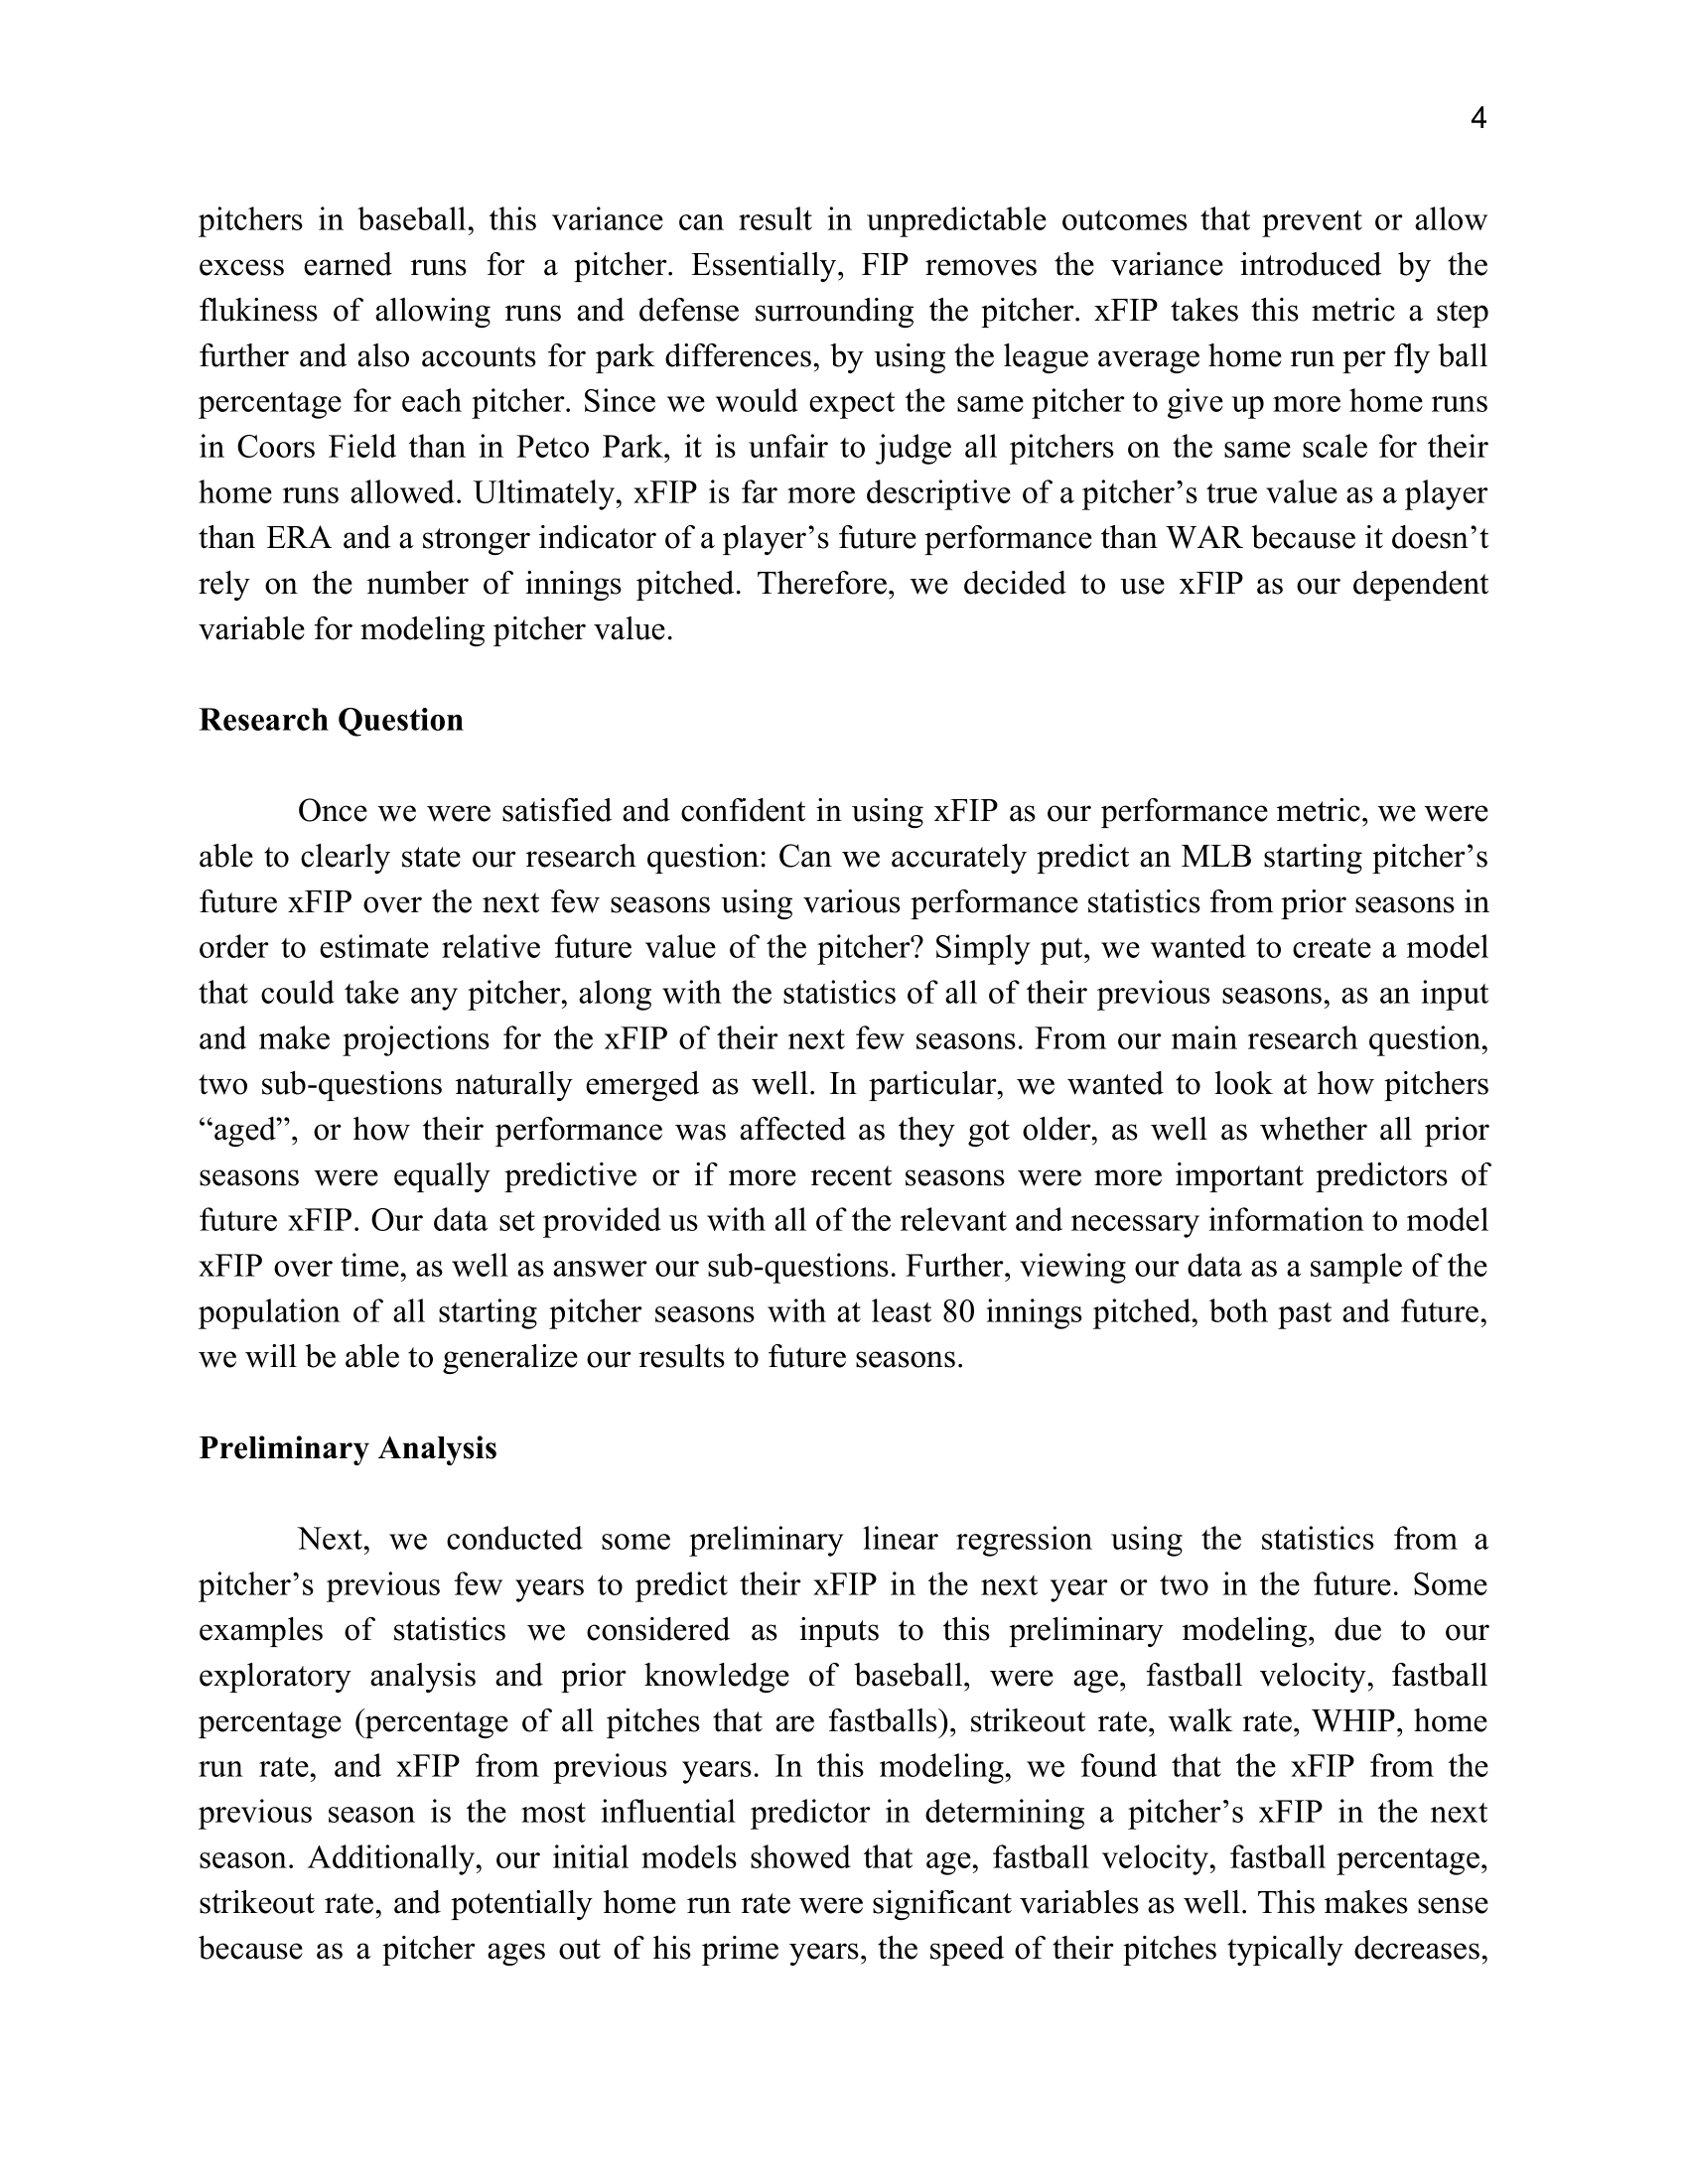 4
pitchers in baseball, this variance can result in unpredictable outcomes that prevent or allow
excess earned runs for a pitcher. Essentially, FIP removes the variance introduced by the
flukiness of allowing runs and defense surrounding the pitcher. xFIP takes this metric a step
further and also accounts for park differences, by using the league average home run per fly ball
percentage for each pitcher. Since we would expect the same pitcher to give up more home runs
in Coors Field than in Petco Park, it is unfair to judge all pitchers on the same scale for their
home runs allowed. Ultimately, xFIP is far more descriptive of a pitcher’s true value as a player
than ERA and a stronger indicator of a player’s future performance than WAR because it doesn’t
rely on the number of innings pitched. Therefore, we decided to use xFIP as our dependent
variable for modeling pitcher value.
Research Question
Once we were satisfied and confident in using xFIP as our performance metric, we were
able to clearly state our research question: Can we accurately predict an MLB starting pitcher’s
future xFIP over the next few seasons using various performance statistics from prior seasons in
order to estimate relative future value of the pitcher? Simply put, we wanted to create a model
that could take any pitcher, along with the statistics of all of their previous seasons, as an input
and make projections for the xFIP of their next few seasons. From our main research question,
two sub-questions naturally emerged as well. In particular, we wanted to look at how pitchers
“aged”, or how their performance was affected as they got older, as well as whether all prior
seasons were equally predictive or if more recent seasons were more important predictors of
future xFIP. Our data set provided us with all of the relevant and necessary information to model
xFIP over time, as well as answer our sub-questions. Further, viewing our data as a sample of the
population of all starting pitcher seasons with at least 80 innings pitched, both past and future,
we will be able to generalize our results to future seasons.
Preliminary Analysis
Next, we conducted some preliminary linear regression using the statistics from a
pitcher’s previous few years to predict their xFIP in the next year or two in the future. Some
examples of statistics we considered as inputs to this preliminary modeling, due to our
exploratory analysis and prior knowledge of baseball, were age, fastball velocity, fastball
percentage (percentage of all pitches that are fastballs), strikeout rate, walk rate, WHIP, home
run rate, and xFIP from previous years. In this modeling, we found that the xFIP from the
previous season is the most influential predictor in determining a pitcher’s xFIP in the next
season. Additionally, our initial models showed that age, fastball velocity, fastball percentage,
strikeout rate, and potentially home run rate were significant variables as well. This makes sense
because as a pitcher ages out of his prime years, the speed of their pitches typically decreases,